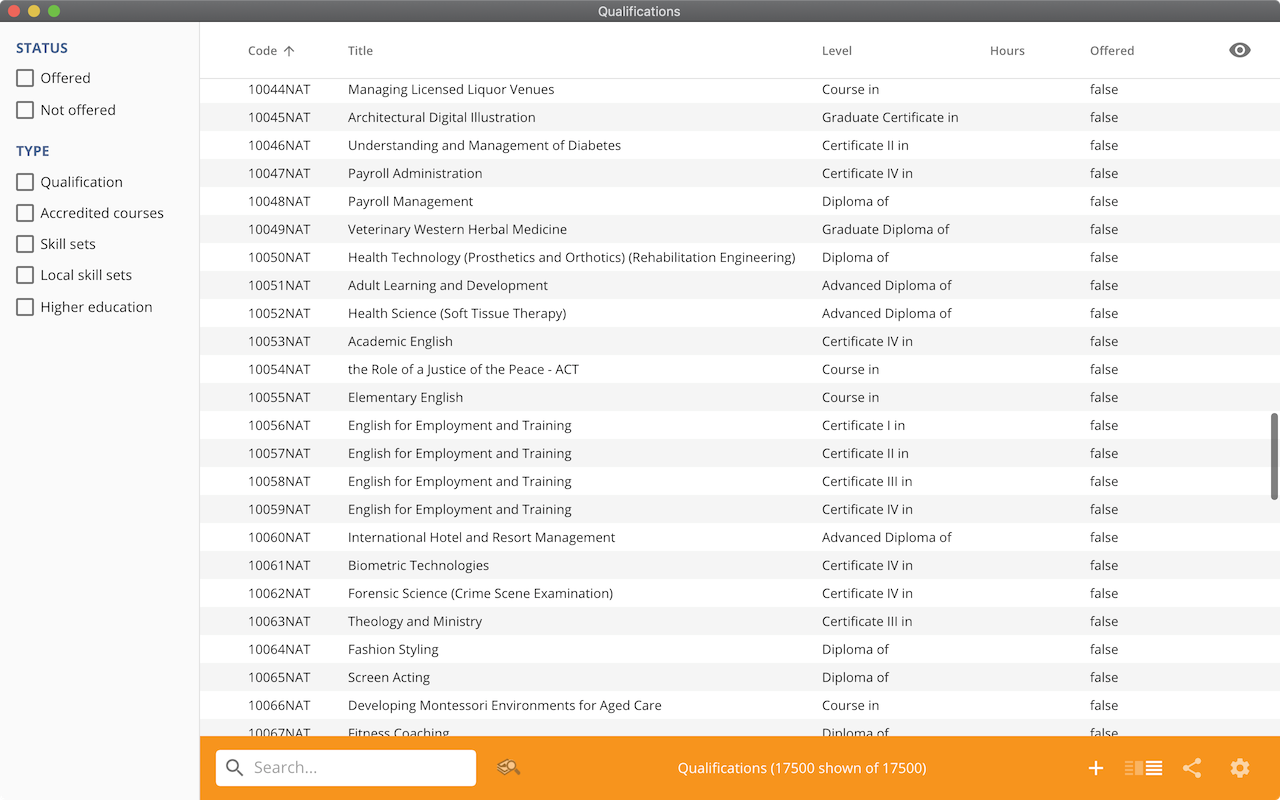 Qualifications
STATUS
Offered
Not offered
TYPE
Qualification
Accredited courses
Skill sets
Local skill sets
Higher education
Code Title Level Hours Offered
10044NAT Managing Licensed Liquor Venues Course in false
10045NAT Architectural Digital Illustration Graduate Certificate in false
10046NAT Understanding and Management of Diabetes Certificate II in false
10047NAT Payroll Administration Certificate IV in false
10048NAT Payroll Management Diploma of false
10049NAT Veterinary Western Herbal Medicine Graduate Diploma of false
10050NAT Health Technology (Prosthetics and Orthotics) (Rehabilitation Engineering) Diploma of false
10051NAT Adult Learning and Development Advanced Diploma of false
10052NAT Health Science (Soft Tissue Therapy) Advanced Diploma of false
10053NAT Academic English Certificate IV in false
10054NAT the Role of a Justice of the Peace - ACT Course in false
10055NAT Elementary English Course in false
10056NAT English for Employment and Training Certificate I in false
10057NAT English for Employment and Training Certificate II in false
10058NAT English for Employment and Training Certificate III in false
10059NAT English for Employment and Training Certificate IV in false
10060NAT International Hotel and Resort Management Advanced Diploma of false
10061NAT Biometric Technologies Certificate IV in false
10062NAT Forensic Science (Crime Scene Examination) Certificate IV in false
10063NAT Theology and Ministry Certificate III in false
10064NAT Fashion Styling Diploma of false
10065NAT Screen Acting Diploma of false
10066NAT Developing Montessori Environments for Aged Care Course in false
10067NAT Fitness Coaching Diploma of false
Search... Qualifications (17500 shown of 17500)